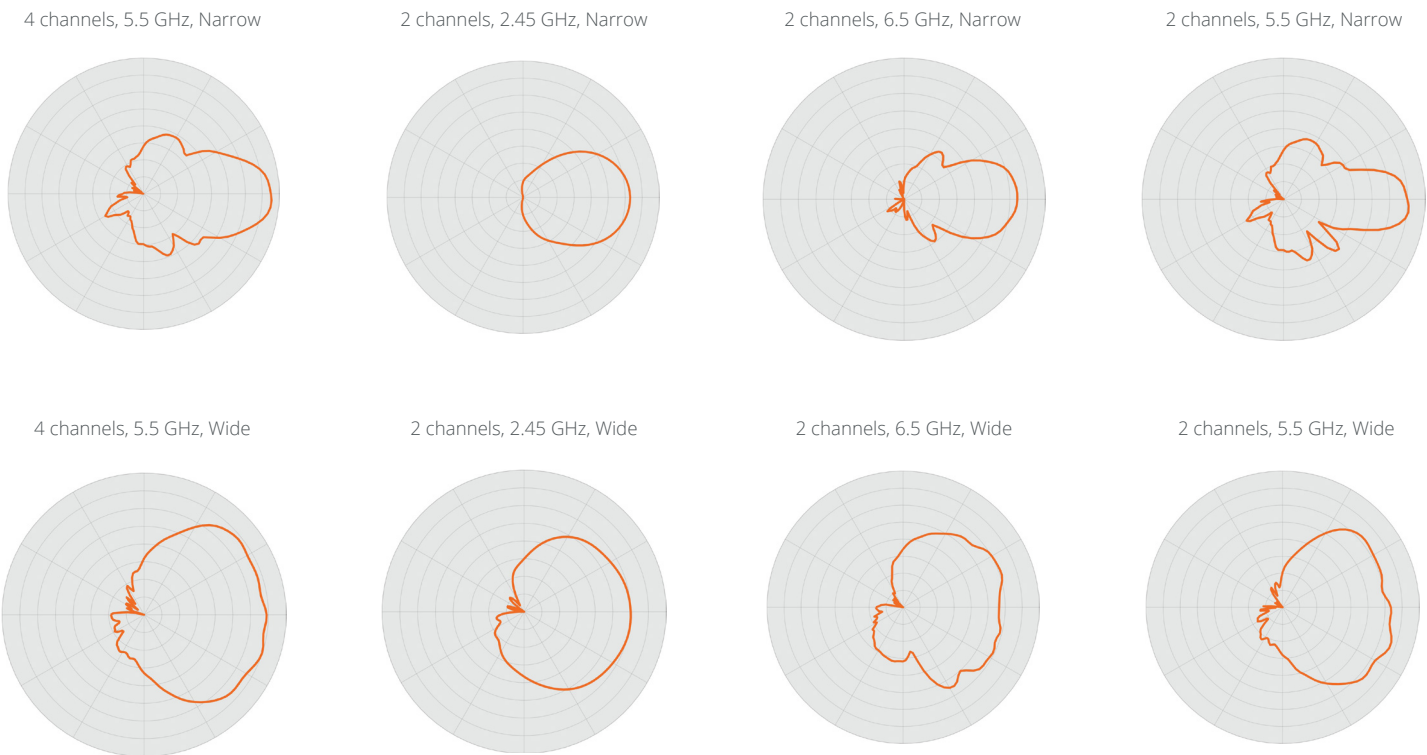 4 channels, 5.5 GHz, Narrow
2 channels, 2.45 GHz, Narrow
2 channels, 6.5 GHz, Narrow
2 channels, 5.5 GHz, Narrow
4 channels, 5.5 GHz, Wide
2 channels, 2.45 GHz, Wide
2 channels, 6.5 GHz, Wide
2 channels, 5.5 GHz, Wide